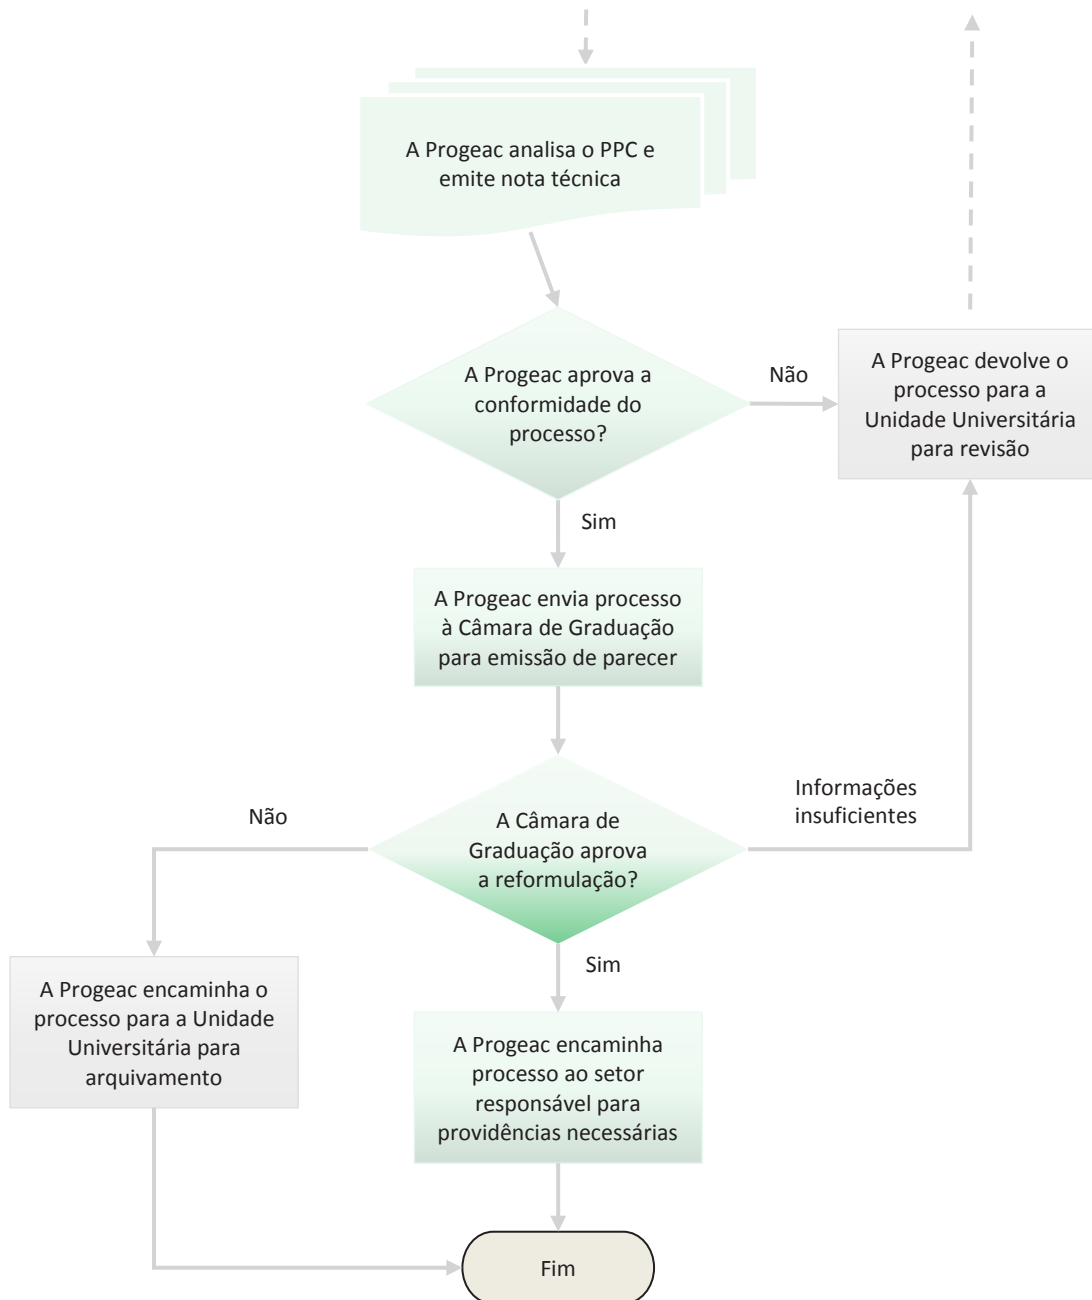 A Progeac analisa o PPC e
emite nota técnica
A Progeac aprova a
conformidade do
processo?
Não
A Progeac devolve o
processo para a
Unidade Universitária
para revisão
Sim
A Progeac envia processo
à Câmara de Graduação
para emissão de parecer
Informações
insuficientes
Não
A Câmara de
Graduação aprova
a reformulação?
Sim
A Progeac encaminha o
processo para a Unidade
Universitária para
arquivamento
A Progeac encaminha
processo ao setor
responsável para
providências necessárias
Fim